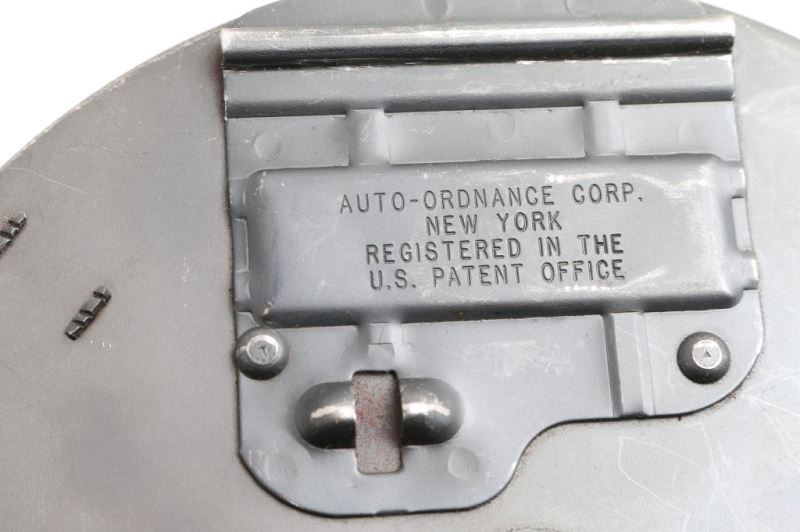 AUTO-ORDNANCE CORP.
NEW YORK
REGISTERED IN THE
U.S. PATENT OFFICE